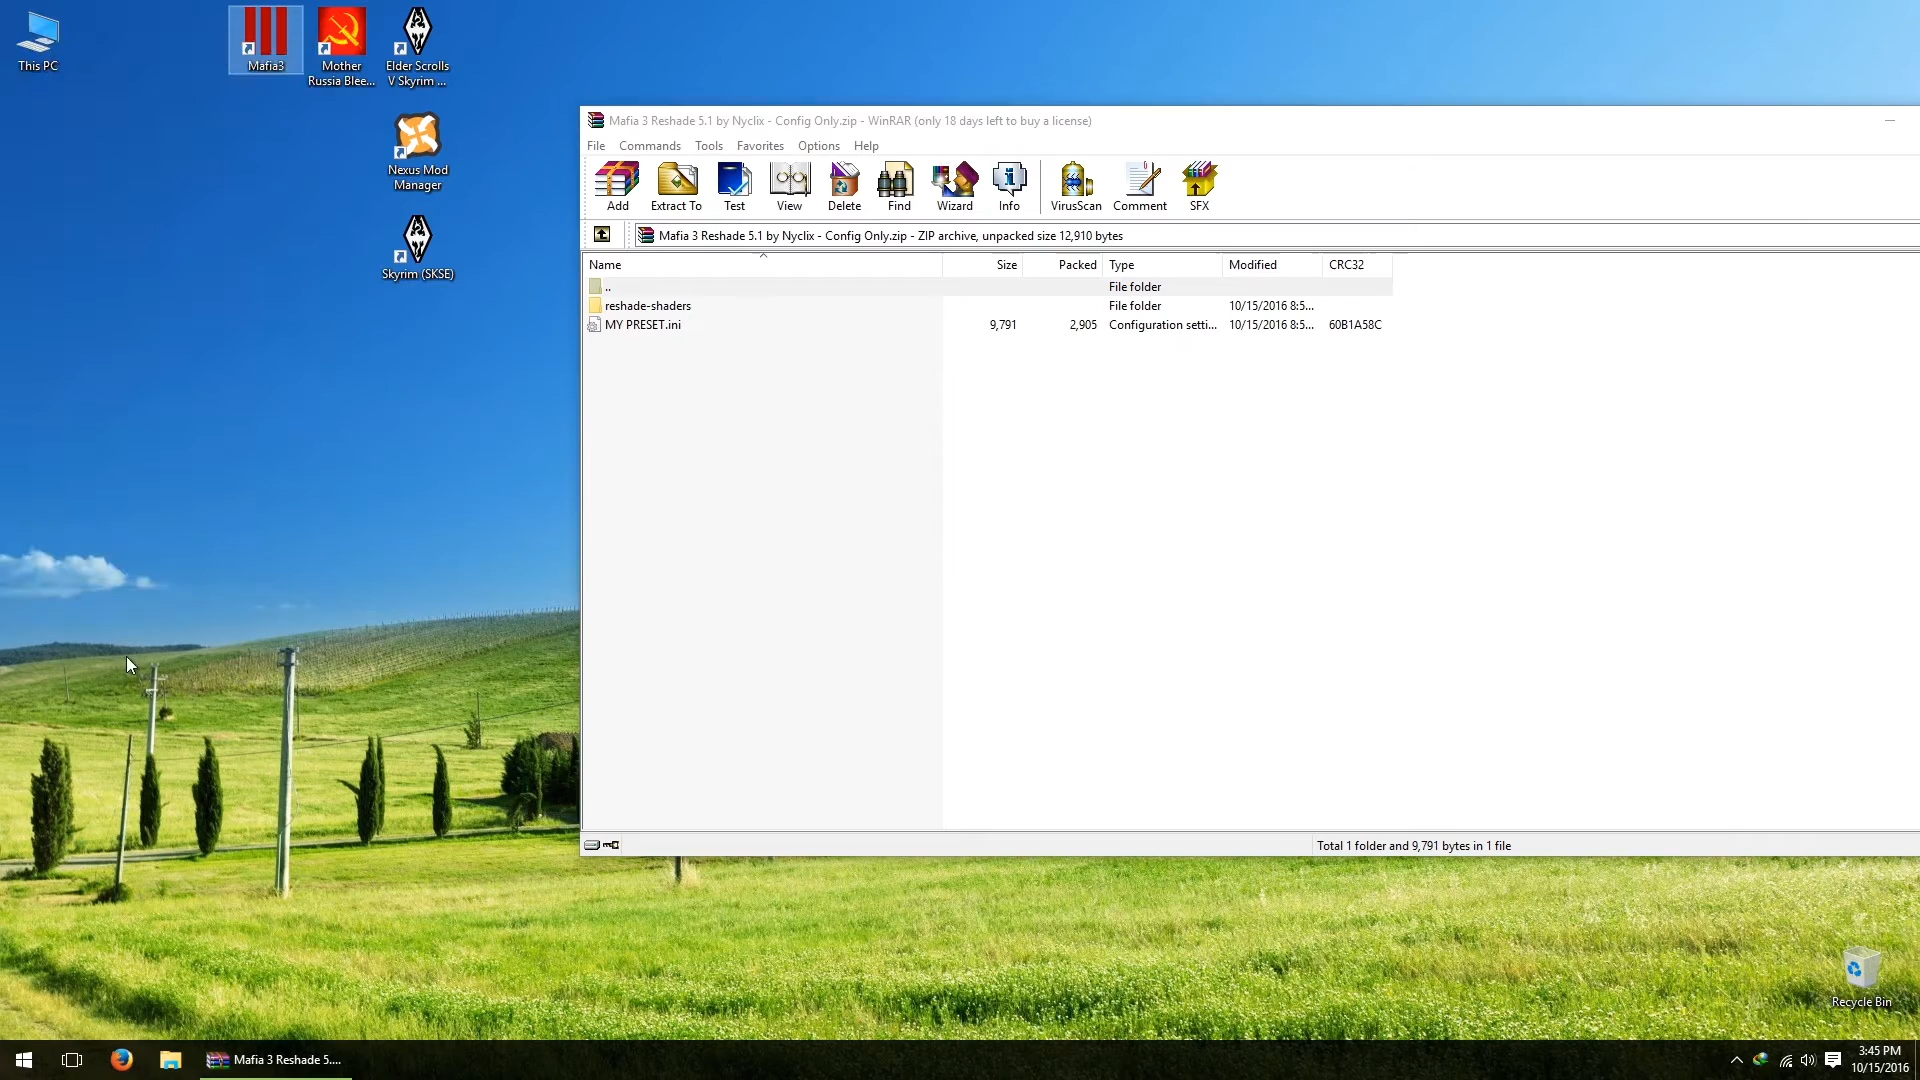 This PC
Mafia3
Mother
Russia Blee...
Elder Scrolls
V Skyrim ...
Nexus Mod
Manager
Skyrim (SKSE)
Mafia 3 Reshade 5.1 by Nyclix - Config Only.zip - WinRAR (only 18 days left to buy a license)
File Commands Tools Favorites Options Help
Add Extract To Test View Delete Find Wizard Info VirusScan Comment SFX
Mafia 3 Reshade 5.1 by Nyclix - Config Only.zip - ZIP archive, unpacked size 12,910 bytes
Name Size Packed Type Modified CRC32
.. File folder
reshade-shaders File folder 10/15/2016 8:5...
MY PRESET.ini 9,791 2,905 Configuration setti... 10/15/2016 8:5... 60B1A58C
Total 1 folder and 9,791 bytes in 1 file
Recycle Bin
Mafia 3 Reshade 5....
3:45 PM
10/15/2016